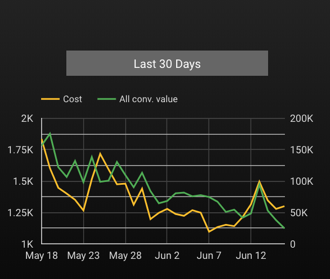 Last 30 Days
Cost All conv. value
2K 200K
1.75K 150K
1.5K 100K
1.25K 50K
1K 0
May 18 May 23 May 28 Jun 2 Jun 7 Jun 12